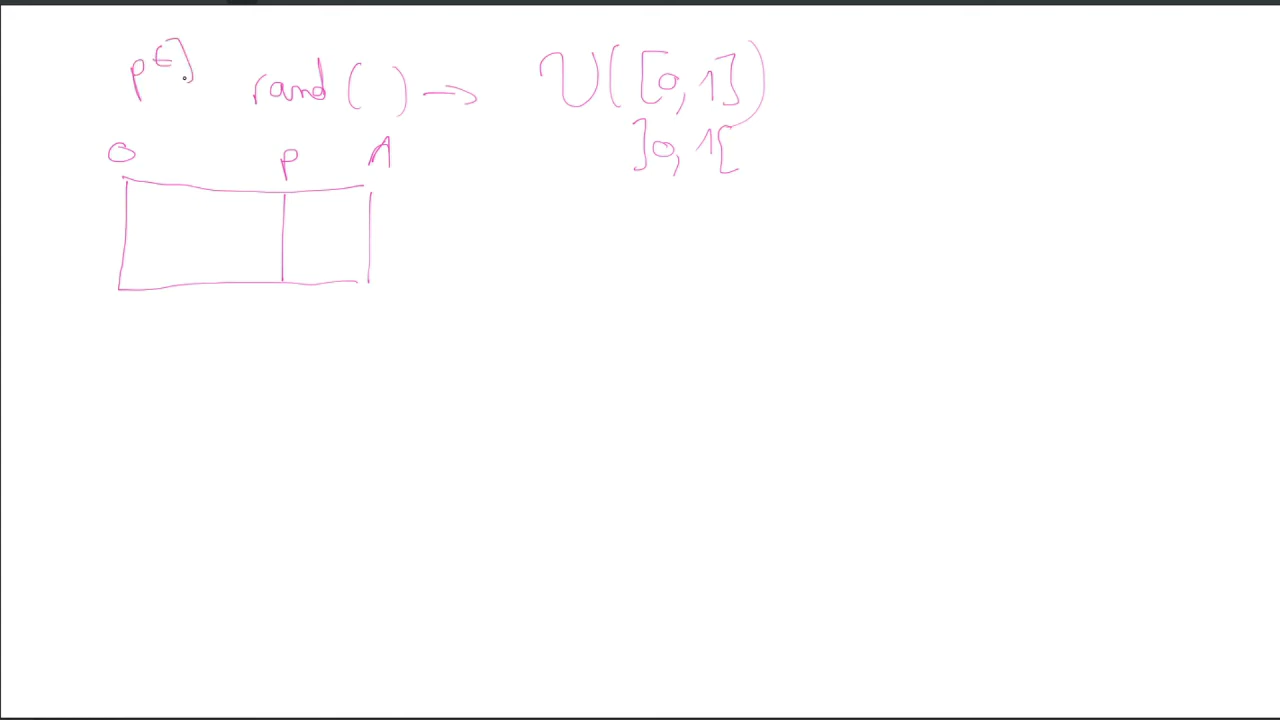 p ∈ ] rand ( ) → U([0,1])
]0,1[
0 p 1